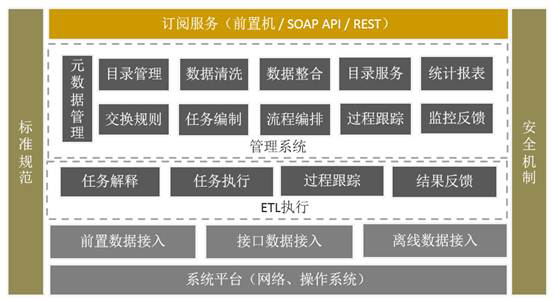 订阅服务（前置机 / SOAP API / REST）
标准规范
安全机制
元数据管理
目录管理 数据清洗 数据整合 目录服务 统计报表
交换规则 任务编制 流程编排 过程跟踪 监控反馈
管理系统
任务解释 任务执行 过程跟踪 结果反馈
ETL执行
前置数据接入 接口数据接入 离线数据接入
系统平台（网络、操作系统）